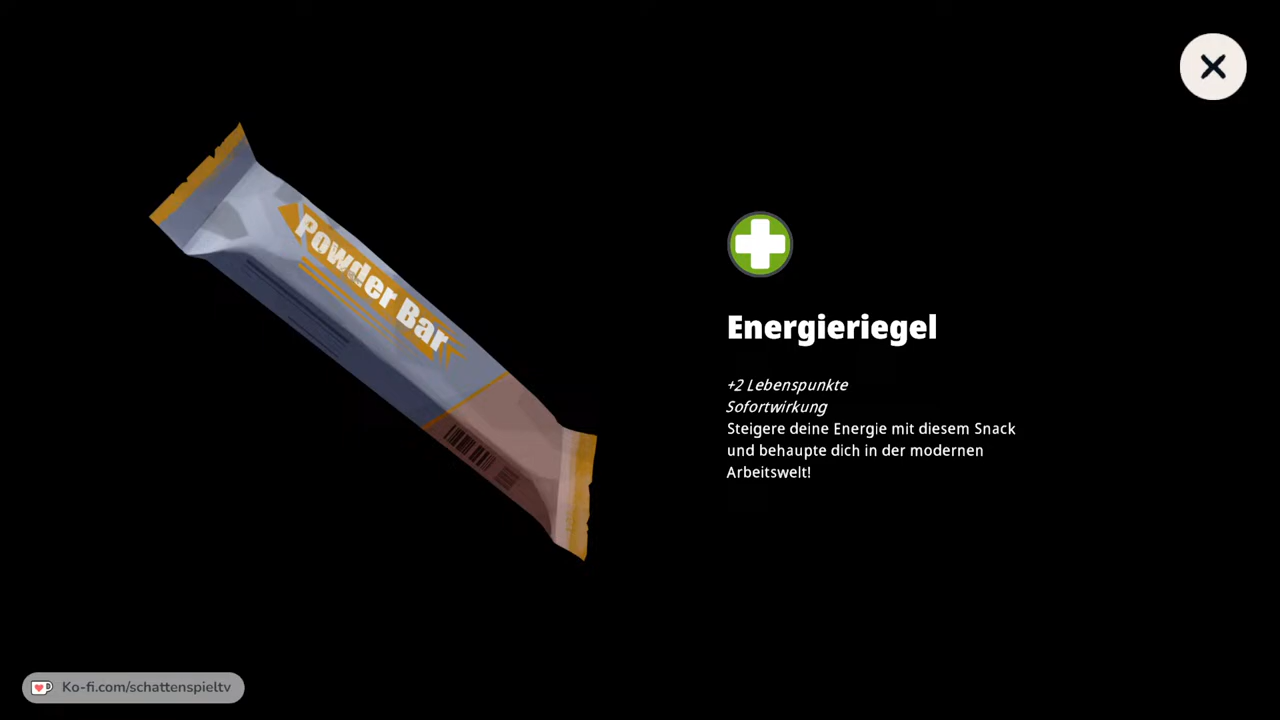 Powder Bar
Energieriegel
+2 Lebenspunkte
Sofortwirkung
Steigere deine Energie mit diesem Snack
und behaupte dich in der modernen
Arbeitswelt!
Ko-fi.com/schattenspieltv